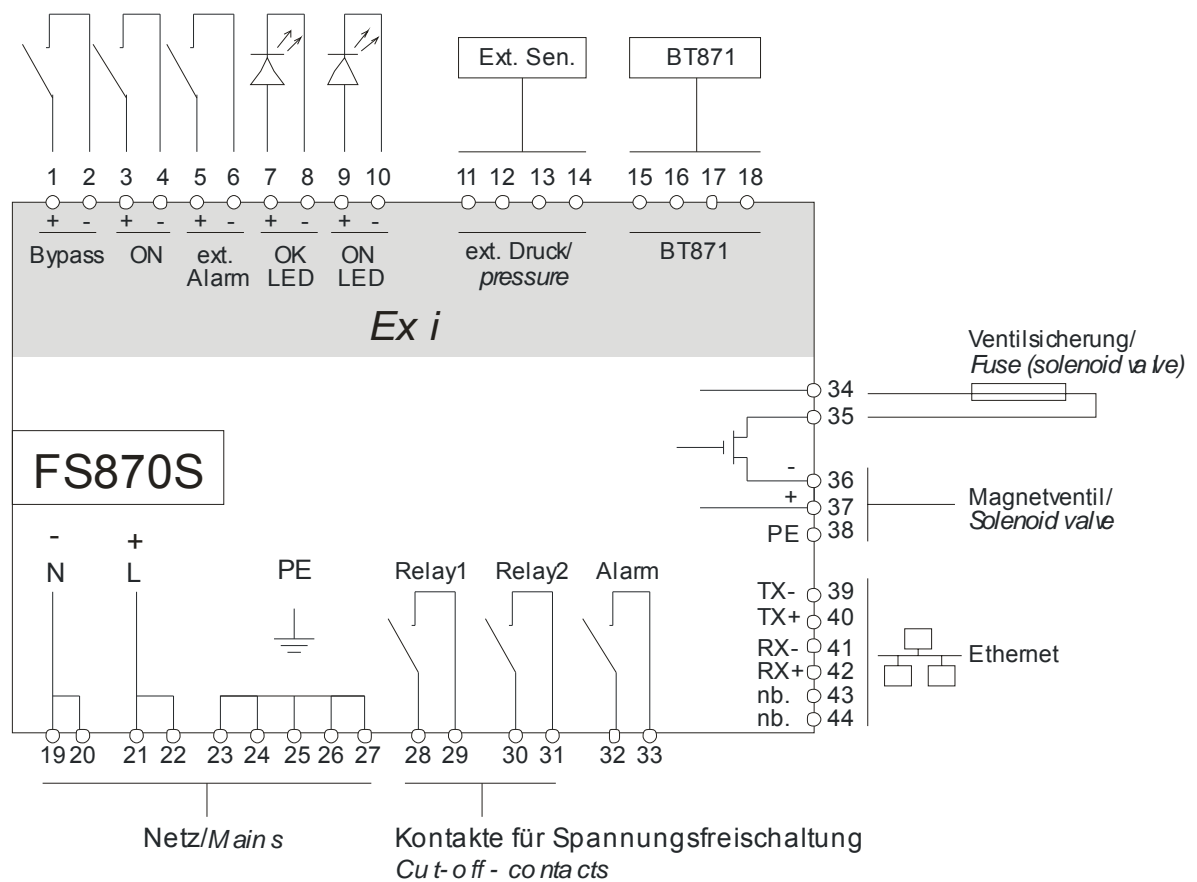 Ext. Sen. BT871
1 2 3 4 5 6 7 8 9 10 11 12 13 14 15 16 17 18
+ - + - + - + - + -
Bypass ON ext. Alarm OK LED ON LED ext. Druck/ pressure BT871
Ex i
Ventilsicherung/
Fuse (solenoid valve)
34
35
FS870S
- 36
+ 37
PE 38
Magnetventil/
Solenoid valve
- +
N L PE Relay1 Relay2 Alarm
TX- 39
TX+ 40
RX- 41
RX+ 42
nb. 43
nb. 44
Ethernet
19 20 21 22 23 24 25 26 27 28 29 30 31 32 33
Netz/Mains
Kontakte für Spannungsfreischaltung
Cut-off-contacts